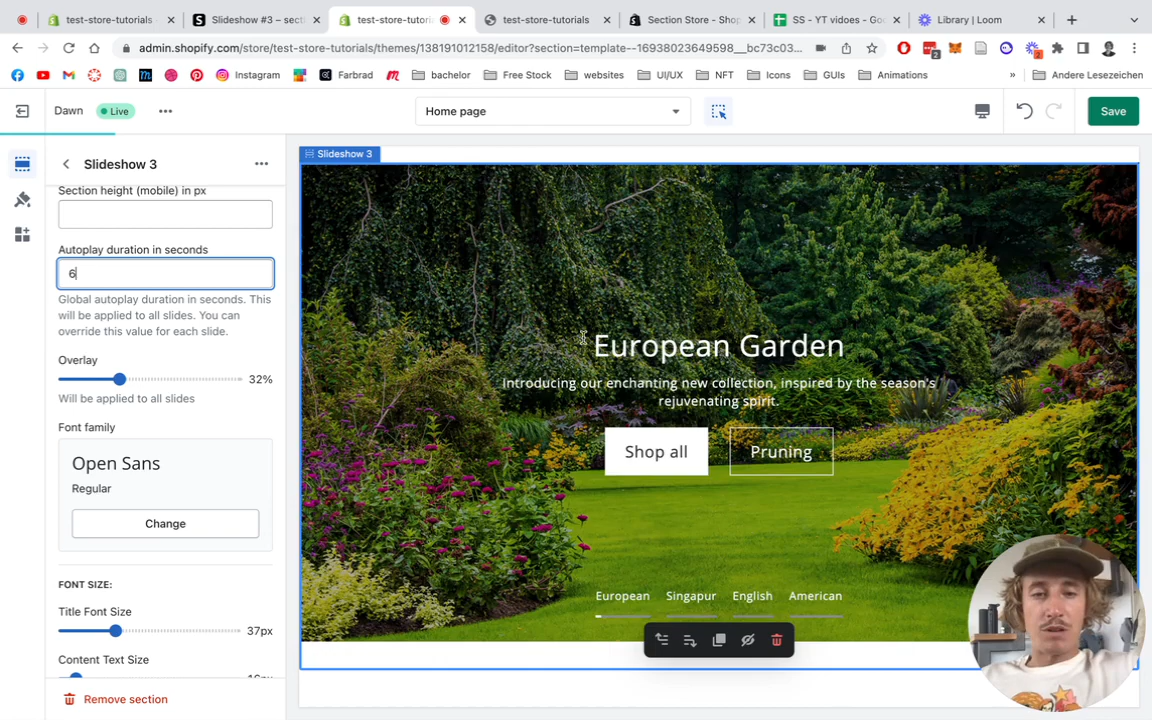 test-store-tutorials
Slideshow #3 – secti
test-store-tutoria
test-store-tutorials
Section Store - Shop
SS - YT vidoes - Goo
Library | Loom
admin.shopify.com/store/test-store-tutorials/themes/138191012158/editor?section=template--16938023649598__bc73c03...
2
2
Instagram
Farbrad
bachelor
Free Stock
websites
UI/UX
NFT
Icons
GUIs
Animations
»
Andere Lesezeichen
Dawn
Live
Home page
Save
Slideshow 3
Section height (mobile) in px
Autoplay duration in seconds
6
Global autoplay duration in seconds. This
will be applied to all slides. You can
override this value for each slide.
Overlay
32%
Will be applied to all slides
Font family
Open Sans
Regular
Change
FONT SIZE:
Title Font Size
37px
Content Text Size
Remove section
Slideshow 3
European Garden
Introducing our enchanting new collection, inspired by the season's
rejuvenating spirit.
Shop all
Pruning
European
Singapur
English
American